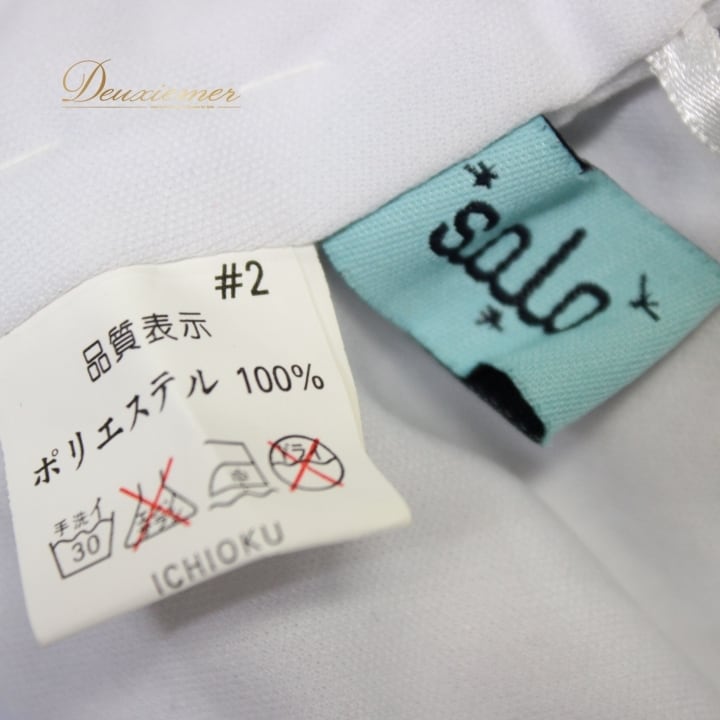 Deuxiemer
#2
品質表示
ポリエステル 100%
手洗イ
30
ドライ
ICHIOKU
salo